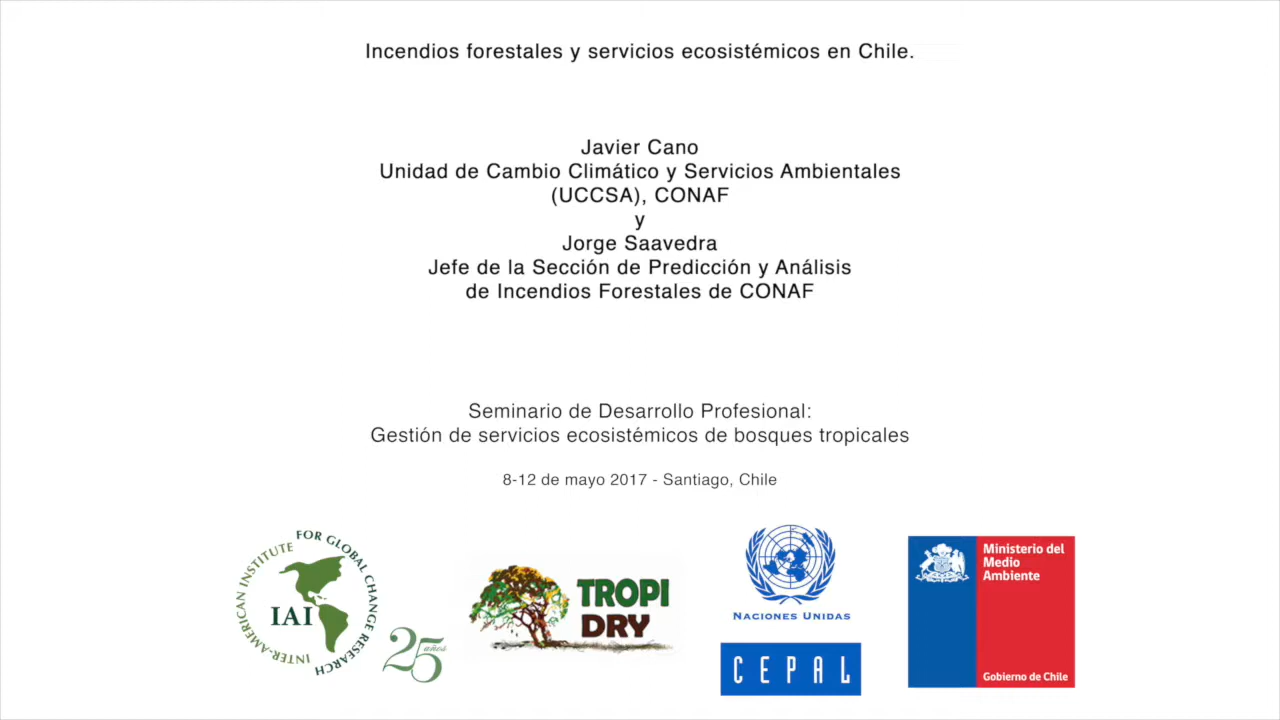 Incendios forestales y servicios ecosistémicos en Chile.
Javier Cano
Unidad de Cambio Climático y Servicios Ambientales
(UCCSA), CONAF
y
Jorge Saavedra
Jefe de la Sección de Predicción y Análisis
de Incendios Forestales de CONAF
Seminario de Desarrollo Profesional:
Gestión de servicios ecosistémicos de bosques tropicales
8-12 de mayo 2017 - Santiago, Chile
INTER-AMERICAN INSTITUTE FOR GLOBAL CHANGE RESEARCH
IAI
25 años
TROPI
DRY
NACIONES UNIDAS
CEPAL
Ministerio del
Medio
Ambiente
Gobierno de Chile